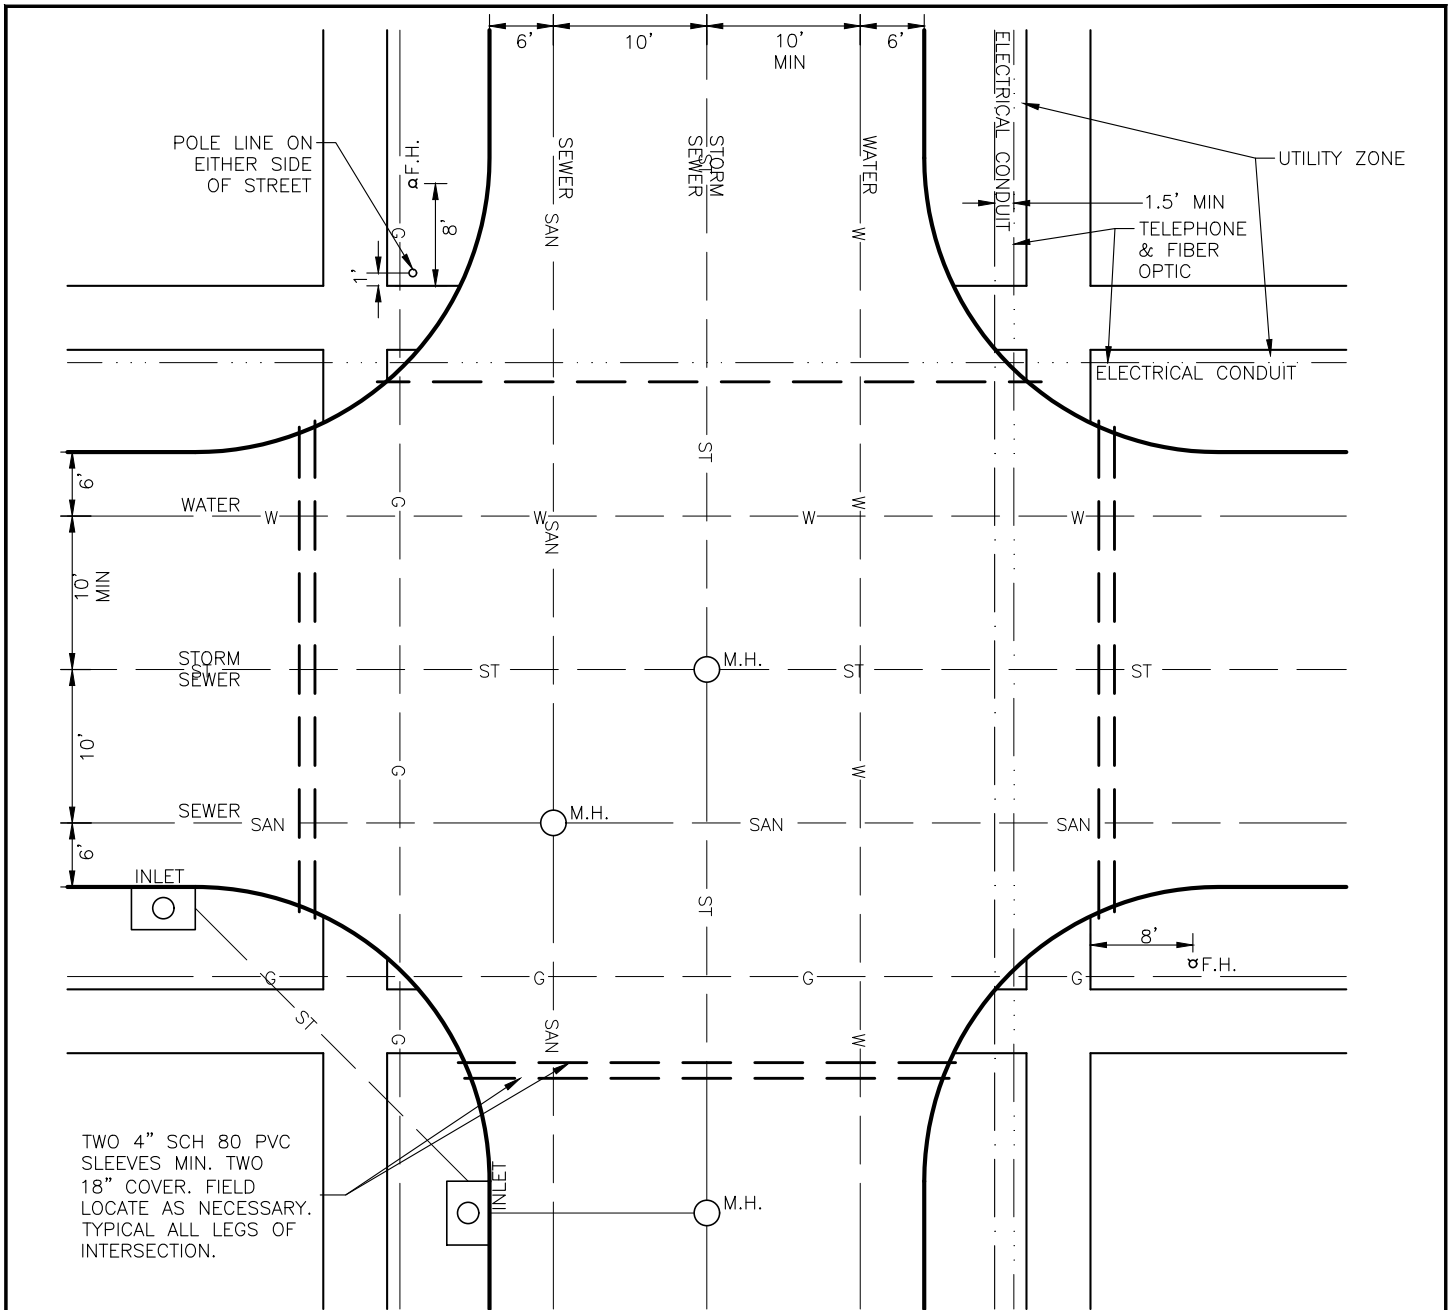 6'
10'
10'
MIN
6'
POLE LINE ON
EITHER SIDE
OF STREET
F.H.
8'
1'
G
SEWER
SAN
STORM
SEWER
ST
WATER
W
ELECTRICAL CONDUIT
UTILITY ZONE
1.5' MIN
TELEPHONE
& FIBER
OPTIC
ELECTRICAL CONDUIT
6'
WATER
W
G
W
SAN
ST
W
W
W
10'
MIN
STORM
SEWER
ST
ST
M.H.
ST
ST
10'
G
W
SEWER
SAN
M.H.
SAN
SAN
6'
INLET
ST
8'
F.H.
G
G
G
G
ST
G
SAN
W
TWO 4" SCH 80 PVC
SLEEVES MIN. TWO
18" COVER. FIELD
LOCATE AS NECESSARY.
TYPICAL ALL LEGS OF
INTERSECTION.
INLET
M.H.